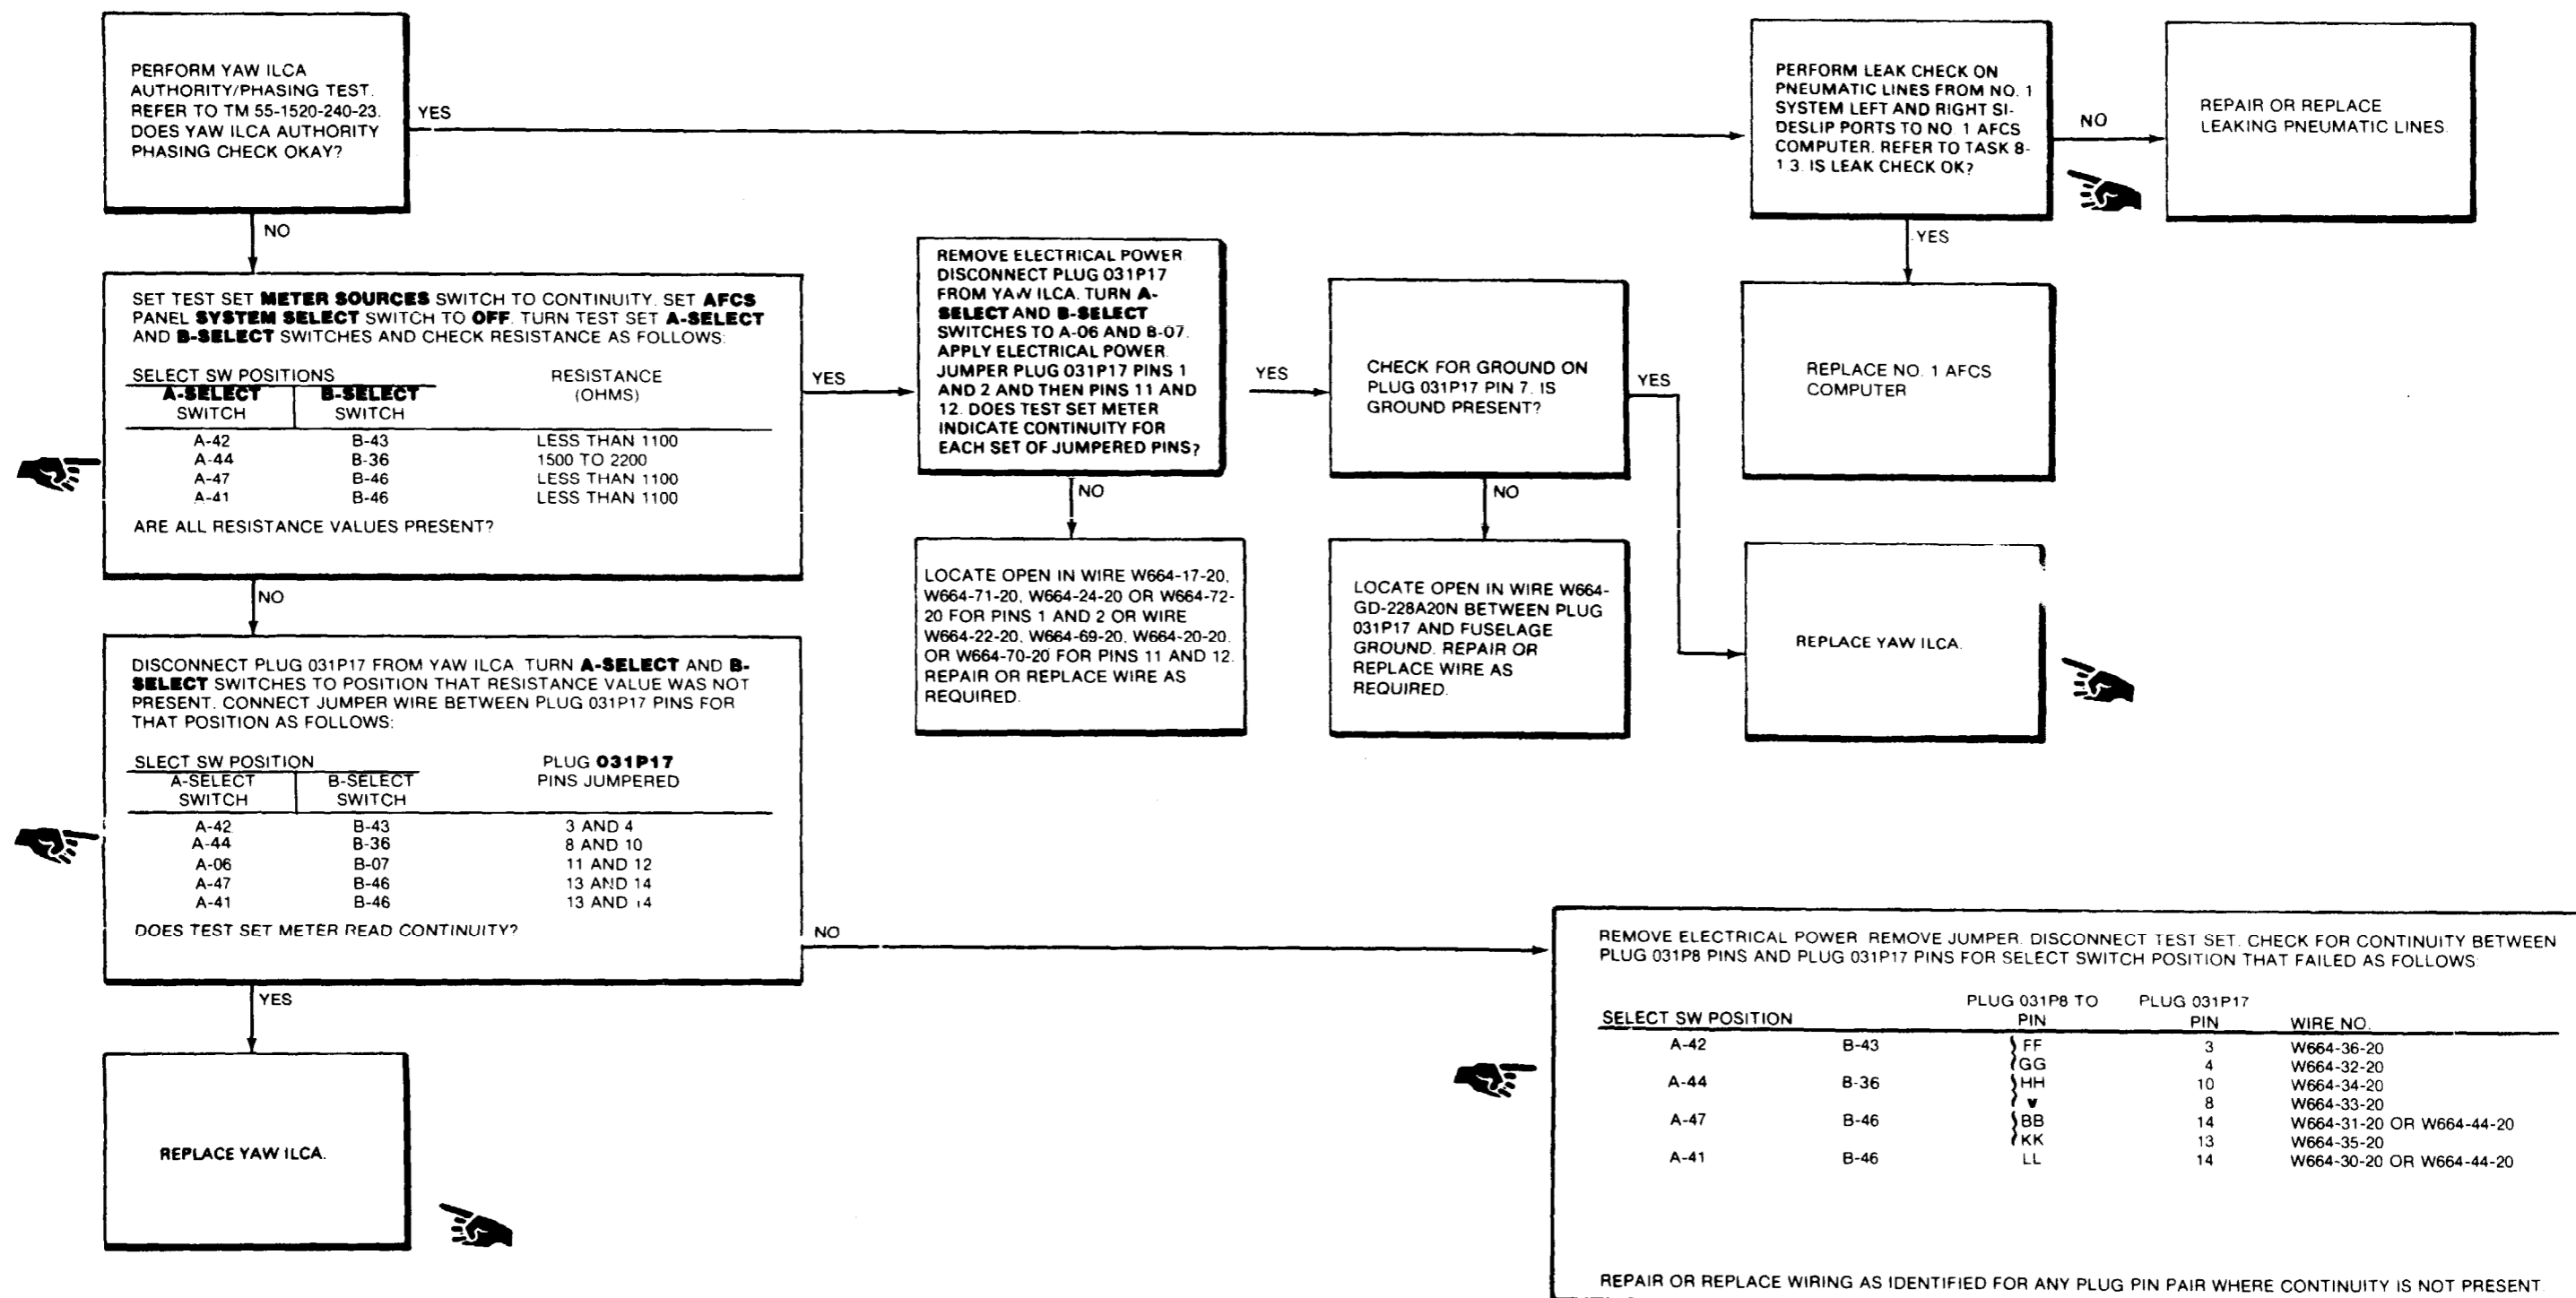 PERFORM YAW ILCA
AUTHORITY/PHASING TEST.
REFER TO TM 55-1520-240-23.
DOES YAW ILCA AUTHORITY
PHASING CHECK OKAY?
YES
NO
PERFORM LEAK CHECK ON
PNEUMATIC LINES FROM NO. 1
SYSTEM LEFT AND RIGHT SI-
DESLIP PORTS TO NO. 1 AFCS
COMPUTER. REFER TO TASK 8-
1.3. IS LEAK CHECK OK?
NO
YES
REPAIR OR REPLACE
LEAKING PNEUMATIC LINES.
SET TEST SET METER SOURCES SWITCH TO CONTINUITY. SET AFCS
PANEL SYSTEM SELECT SWITCH TO OFF. TURN TEST SET A-SELECT
AND B-SELECT SWITCHES AND CHECK RESISTANCE AS FOLLOWS:
SELECT SW POSITIONS RESISTANCE
A-SELECT B-SELECT (OHMS)
SWITCH SWITCH
A-42 B-43 LESS THAN 1100
A-44 B-36 1500 TO 2200
A-47 B-46 LESS THAN 1100
A-41 B-46 LESS THAN 1100
ARE ALL RESISTANCE VALUES PRESENT?
YES
NO
REMOVE ELECTRICAL POWER
DISCONNECT PLUG 031P17
FROM YAW ILCA. TURN A-
SELECT AND B-SELECT
SWITCHES TO A-06 AND B-07.
APPLY ELECTRICAL POWER.
JUMPER PLUG 031P17 PINS 1
AND 2 AND THEN PINS 11 AND
12. DOES TEST SET METER
INDICATE CONTINUITY FOR
EACH SET OF JUMPERED PINS?
YES
NO
CHECK FOR GROUND ON
PLUG 031P17 PIN 7. IS
GROUND PRESENT?
YES
NO
REPLACE NO. 1 AFCS
COMPUTER
LOCATE OPEN IN WIRE W664-17-20,
W664-71-20, W664-24-20 OR W664-72-
20 FOR PINS 1 AND 2 OR WIRE
W664-22-20, W664-69-20, W664-20-20.
OR W664-70-20 FOR PINS 11 AND 12.
REPAIR OR REPLACE WIRE AS
REQUIRED.
LOCATE OPEN IN WIRE W664-
GD-228A20N BETWEEN PLUG
031P17 AND FUSELAGE
GROUND. REPAIR OR
REPLACE WIRE AS
REQUIRED.
REPLACE YAW ILCA.
DISCONNECT PLUG 031P17 FROM YAW ILCA. TURN A-SELECT AND B-
SELECT SWITCHES TO POSITION THAT RESISTANCE VALUE WAS NOT
PRESENT. CONNECT JUMPER WIRE BETWEEN PLUG 031P17 PINS FOR
THAT POSITION AS FOLLOWS:
SLECT SW POSITION PLUG 031P17
A-SELECT B-SELECT PINS JUMPERED
SWITCH SWITCH
A-42 B-43 3 AND 4
A-44 B-36 8 AND 10
A-06 B-07 11 AND 12
A-47 B-46 13 AND 14
A-41 B-46 13 AND 14
DOES TEST SET METER READ CONTINUITY?
NO
YES
REPLACE YAW ILCA.
REMOVE ELECTRICAL POWER. REMOVE JUMPER. DISCONNECT TEST SET. CHECK FOR CONTINUITY BETWEEN
PLUG 031P8 PINS AND PLUG 031P17 PINS FOR SELECT SWITCH POSITION THAT FAILED AS FOLLOWS:
PLUG 031P8 TO PLUG 031P17
SELECT SW POSITION PIN PIN WIRE NO.
A-42 B-43 FF 3 W664-36-20
GG 4 W664-32-20
A-44 B-36 HH 10 W664-34-20
v 8 W664-33-20
A-47 B-46 BB 14 W664-31-20 OR W664-44-20
KK 13 W664-35-20
A-41 B-46 LL 14 W664-30-20 OR W664-44-20
REPAIR OR REPLACE WIRING AS IDENTIFIED FOR ANY PLUG PIN PAIR WHERE CONTINUITY IS NOT PRESENT.